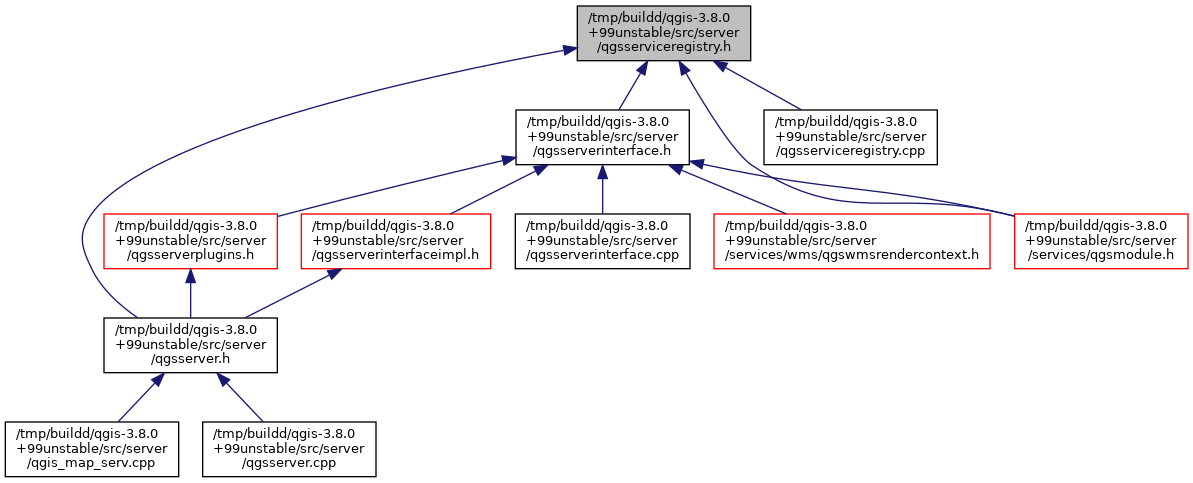 /tmp/buildd/qgis-3.8.0
+99unstable/src/server
/qgsserviceregistry.h
/tmp/buildd/qgis-3.8.0
+99unstable/src/server
/qgsserverinterface.h
/tmp/buildd/qgis-3.8.0
+99unstable/src/server
/qgsserviceregistry.cpp
/tmp/buildd/qgis-3.8.0
+99unstable/src/server
/qgsserverplugins.h
/tmp/buildd/qgis-3.8.0
+99unstable/src/server
/qgsserverinterfaceimpl.h
/tmp/buildd/qgis-3.8.0
+99unstable/src/server
/qgsserverinterface.cpp
/tmp/buildd/qgis-3.8.0
+99unstable/src/server
/services/wms/qgswmsrendercontext.h
/tmp/buildd/qgis-3.8.0
+99unstable/src/server
/services/qgsmodule.h
/tmp/buildd/qgis-3.8.0
+99unstable/src/server
/qgsserver.h
/tmp/buildd/qgis-3.8.0
+99unstable/src/server
/qgis_map_serv.cpp
/tmp/buildd/qgis-3.8.0
+99unstable/src/server
/qgsserver.cpp